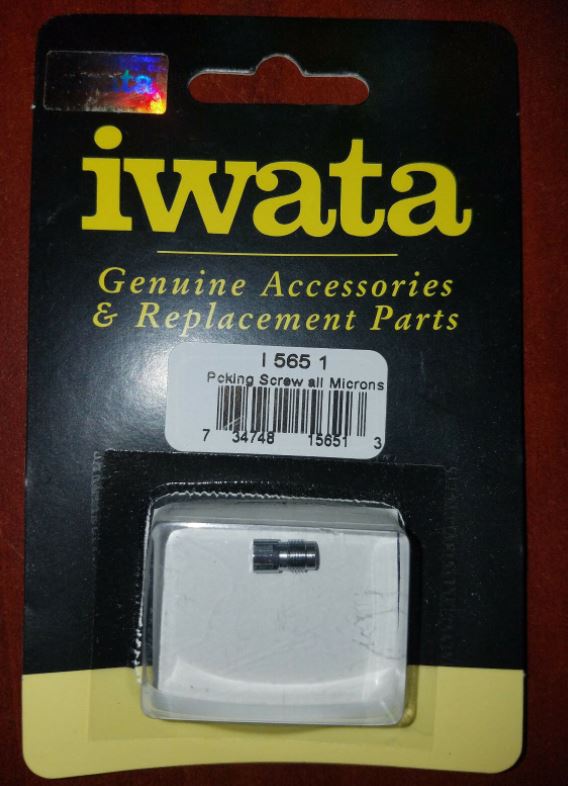 iwata
Genuine Accessories
& Replacement Parts
I 565 1
Pcking Screw all Microns
7 34748 15651 3